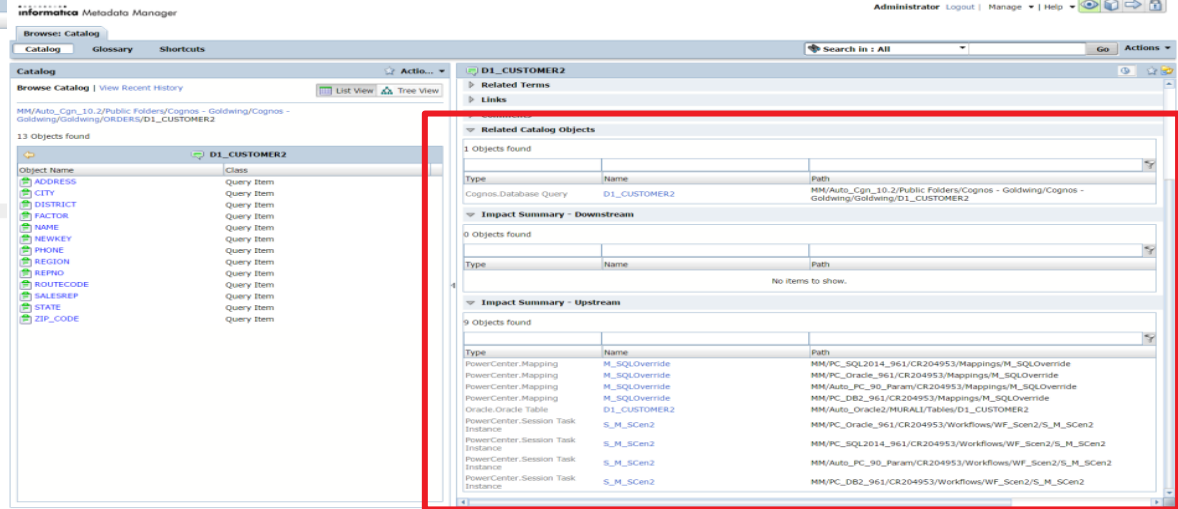 informatica Metadata Manager
Administrator Logout | Manage | Help
Browse: Catalog
Catalog Glossary Shortcuts
Search in : All Go Actions
Catalog Actio...
Browse Catalog | View Recent History List View Tree View
MM/Auto_Cgn_10.2/Public Folders/Cognos - Goldwing/Cognos -
Goldwing/Goldwing/ORDERS/D1_CUSTOMER2
13 Objects found
D1_CUSTOMER2
Object Name Class
ADDRESS Query Item
CITY Query Item
DISTRICT Query Item
FACTOR Query Item
NAME Query Item
NEWKEY Query Item
PHONE Query Item
REGION Query Item
REPNO Query Item
ROUTECODE Query Item
SALESREP Query Item
STATE Query Item
ZIP_CODE Query Item
D1_CUSTOMER2
Related Terms
Links
Related Catalog Objects
1 Objects found
Type Name Path
Cognos.Database Query D1_CUSTOMER2 MM/Auto_Cgn_10.2/Public Folders/Cognos - Goldwing/Cognos -
Goldwing/Goldwing/D1_CUSTOMER2
Impact Summary - Downstream
0 Objects found
Type Name Path
No items to show.
Impact Summary - Upstream
9 Objects found
Type Name Path
PowerCenter.Mapping M_SQLOverride MM/PC_SQL2014_961/CR204953/Mappings/M_SQLOverride
PowerCenter.Mapping M_SQLOverride MM/PC_Oracle_961/CR204953/Mappings/M_SQLOverride
PowerCenter.Mapping M_SQLOverride MM/Auto_PC_90_Param/CR204953/Mappings/M_SQLOverride
PowerCenter.Mapping M_SQLOverride MM/PC_DB2_961/CR204953/Mappings/M_SQLOverride
Oracle.Oracle Table D1_CUSTOMER2 MM/Auto_Oracle2/MURALI/Tables/D1_CUSTOMER2
PowerCenter.Session Task
Instance S_M_SCen2 MM/PC_Oracle_961/CR204953/Workflows/WF_Scen2/S_M_SCen2
PowerCenter.Session Task
Instance S_M_SCen2 MM/PC_SQL2014_961/CR204953/Workflows/WF_Scen2/S_M_SCen2
PowerCenter.Session Task
Instance S_M_SCen2 MM/Auto_PC_90_Param/CR204953/Workflows/WF_Scen2/S_M_SCen2
PowerCenter.Session Task
Instance S_M_SCen2 MM/PC_DB2_961/CR204953/Workflows/WF_Scen2/S_M_SCen2